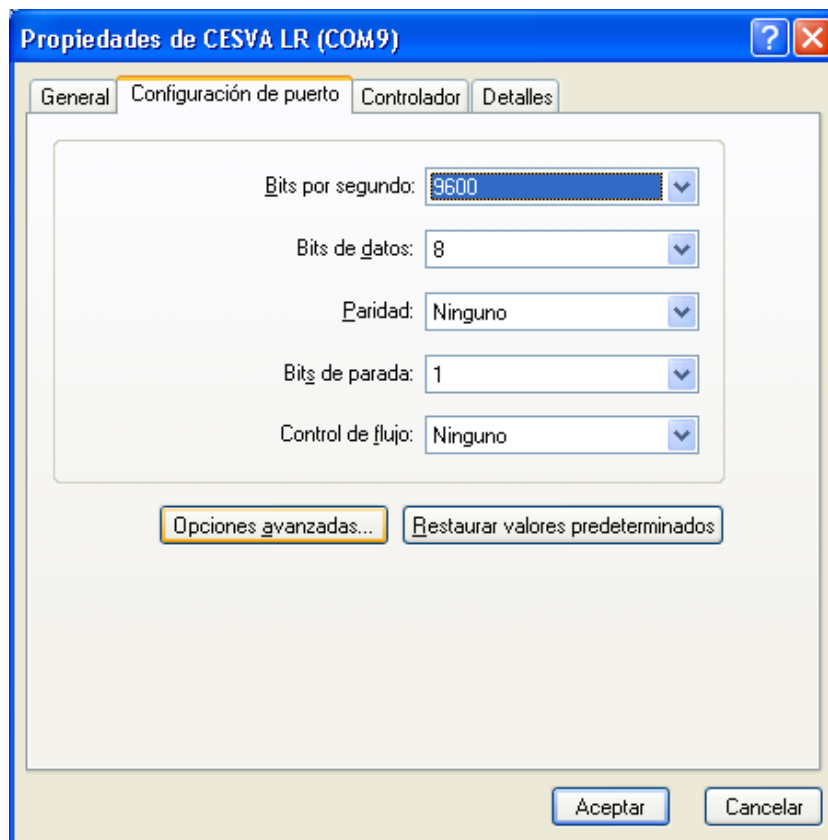 Propiedades de CESVA LR (COM9)
General Configuración de puerto Controlador Detalles
Bits por segundo: 9600
Bits de datos: 8
Paridad: Ninguno
Bits de parada: 1
Control de flujo: Ninguno
Opciones avanzadas... Restaurar valores predeterminados
Aceptar Cancelar